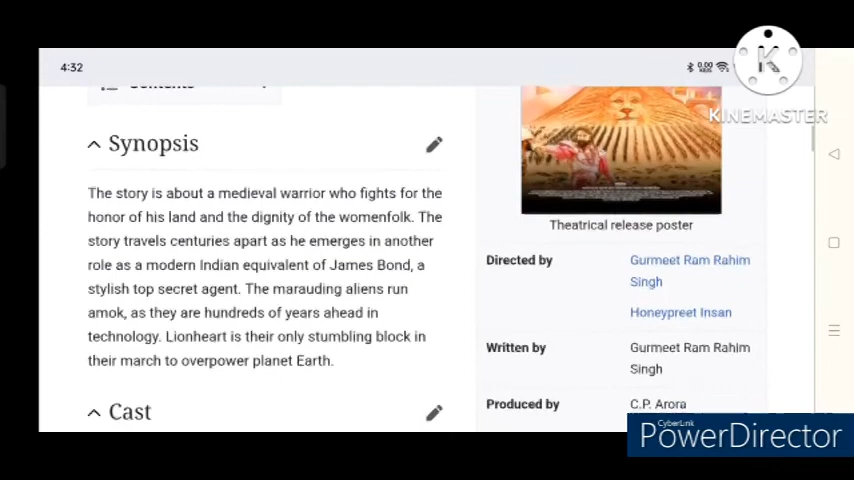 4:32
0.00
KB/S
KINEMASTER
Contents
Synopsis
The story is about a medieval warrior who fights for the
honor of his land and the dignity of the womenfolk. The
story travels centuries apart as he emerges in another
role as a modern Indian equivalent of James Bond, a
stylish top secret agent. The marauding aliens run
amok, as they are hundreds of years ahead in
technology. Lionheart is their only stumbling block in
their march to overpower planet Earth.
Cast
Theatrical release poster
Directed by
Gurmeet Ram Rahim
Singh
Honeypreet Insan
Written by
Gurmeet Ram Rahim
Singh
Produced by
C.P. Arora
CyberLink
PowerDirector